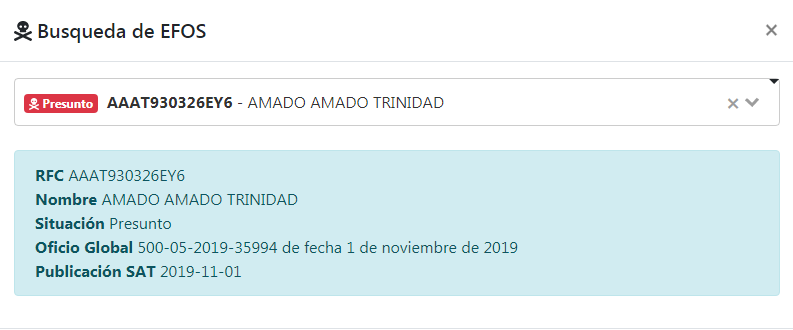 Busqueda de EFOS
Presunto AAAT930326EY6 - AMADO AMADO TRINIDAD
RFC AAAT930326EY6
Nombre AMADO AMADO TRINIDAD
Situación Presunto
Oficio Global 500-05-2019-35994 de fecha 1 de noviembre de 2019
Publicación SAT 2019-11-01